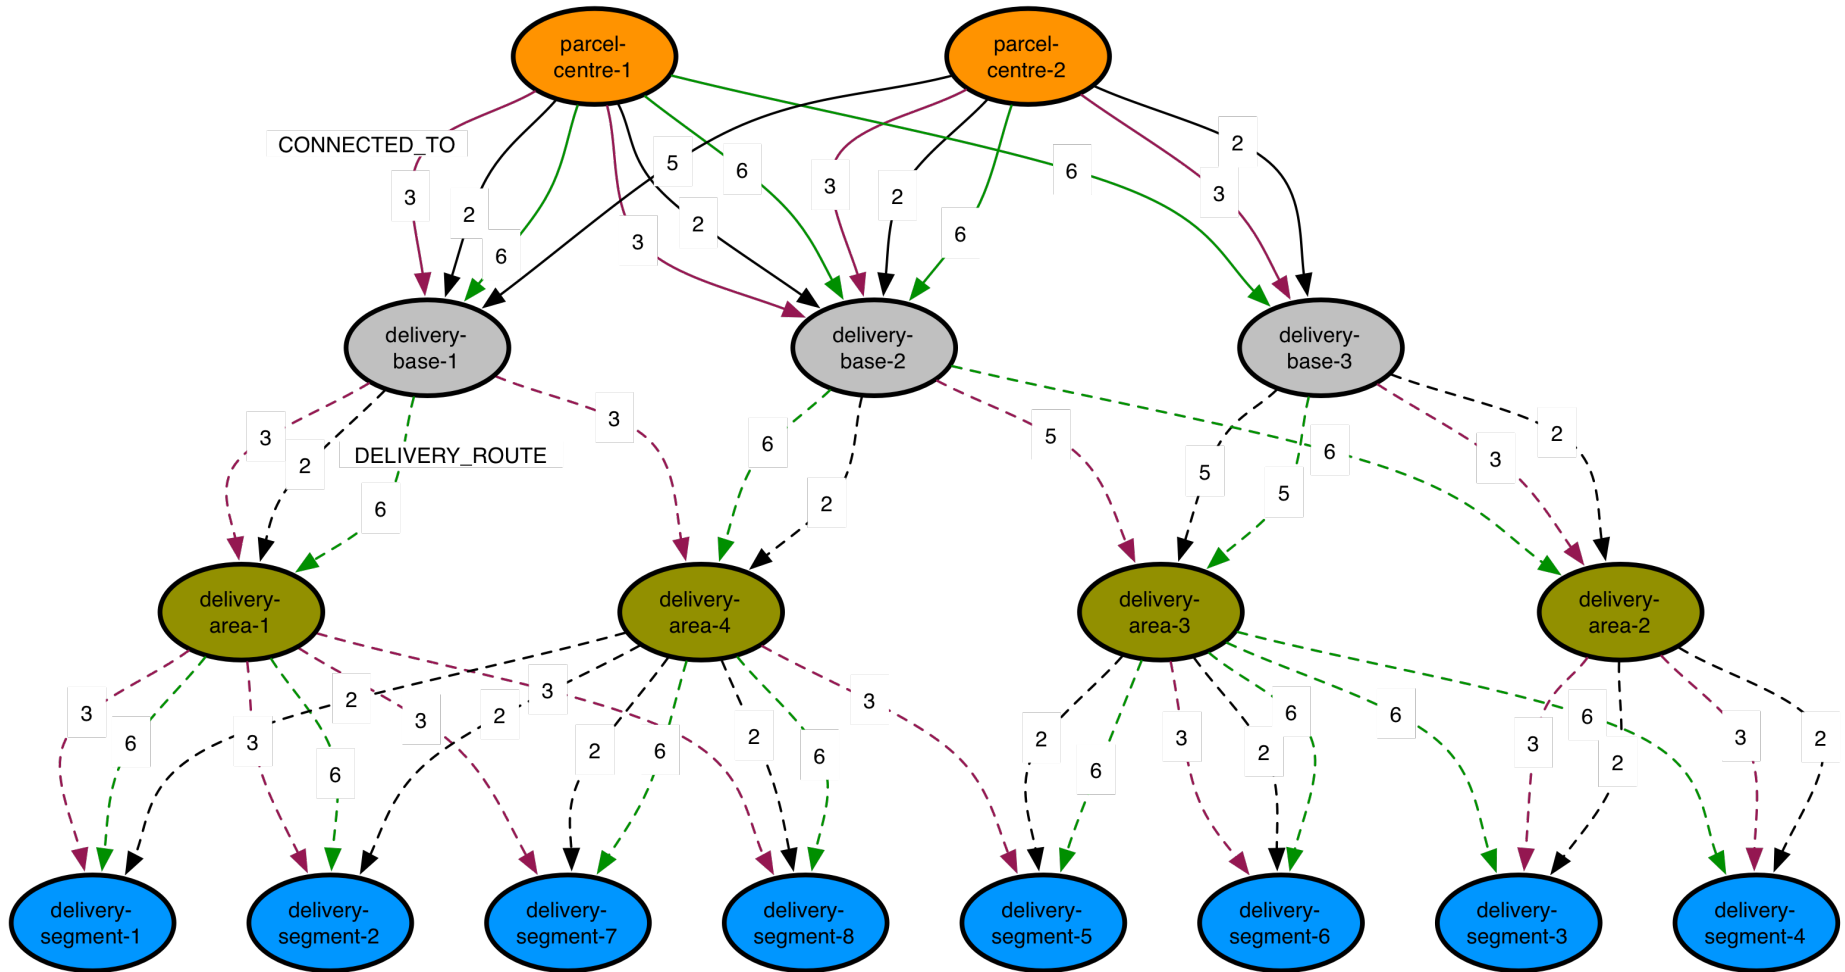 parcel-
centre-1
parcel-
centre-2
CONNECTED_TO
3
2
6
3
2
5
6
3
2
6
6
3
2
delivery-
base-1
delivery-
base-2
delivery-
base-3
3
2
DELIVERY_ROUTE
6
3
6
2
5
5
5
6
3
2
delivery-
area-1
delivery-
area-4
delivery-
area-3
delivery-
area-2
3
6
3
2
6
3
2
3
2
6
2
6
3
2
6
3
2
6
6
3
6
2
3
2
delivery-
segment-1
delivery-
segment-2
delivery-
segment-7
delivery-
segment-8
delivery-
segment-5
delivery-
segment-6
delivery-
segment-3
delivery-
segment-4